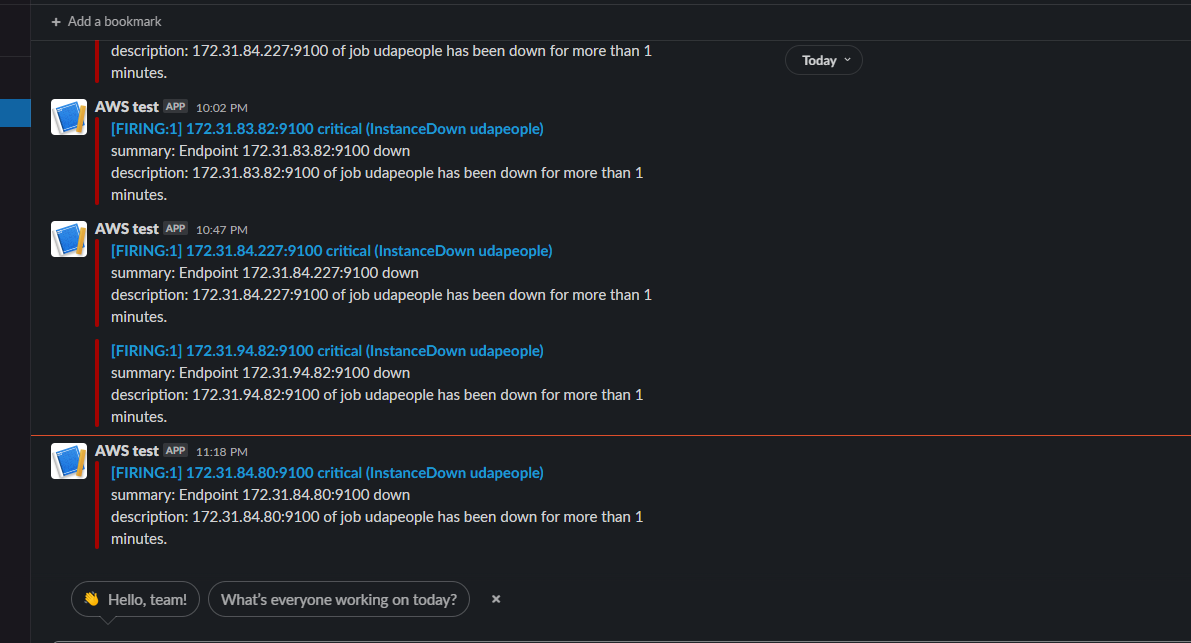 + Add a bookmark
description: 172.31.84.227:9100 of job udapeople has been down for more than 1
minutes.
Today
AWS test APP 10:02 PM
[FIRING:1] 172.31.83.82:9100 critical (InstanceDown udapeople)
summary: Endpoint 172.31.83.82:9100 down
description: 172.31.83.82:9100 of job udapeople has been down for more than 1
minutes.
AWS test APP 10:47 PM
[FIRING:1] 172.31.84.227:9100 critical (InstanceDown udapeople)
summary: Endpoint 172.31.84.227:9100 down
description: 172.31.84.227:9100 of job udapeople has been down for more than 1
minutes.
[FIRING:1] 172.31.94.82:9100 critical (InstanceDown udapeople)
summary: Endpoint 172.31.94.82:9100 down
description: 172.31.94.82:9100 of job udapeople has been down for more than 1
minutes.
AWS test APP 11:18 PM
[FIRING:1] 172.31.84.80:9100 critical (InstanceDown udapeople)
summary: Endpoint 172.31.84.80:9100 down
description: 172.31.84.80:9100 of job udapeople has been down for more than 1
minutes.
👋 Hello, team! What's everyone working on today? ×